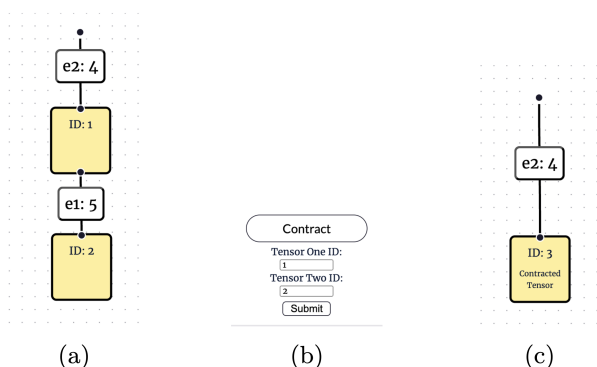 e2: 4
ID: 1
e1: 5
ID: 2
(a)
Contract
Tensor One ID:
1
Tensor Two ID:
2
Submit
(b)
e2: 4
ID: 3
Contracted
Tensor
(c)